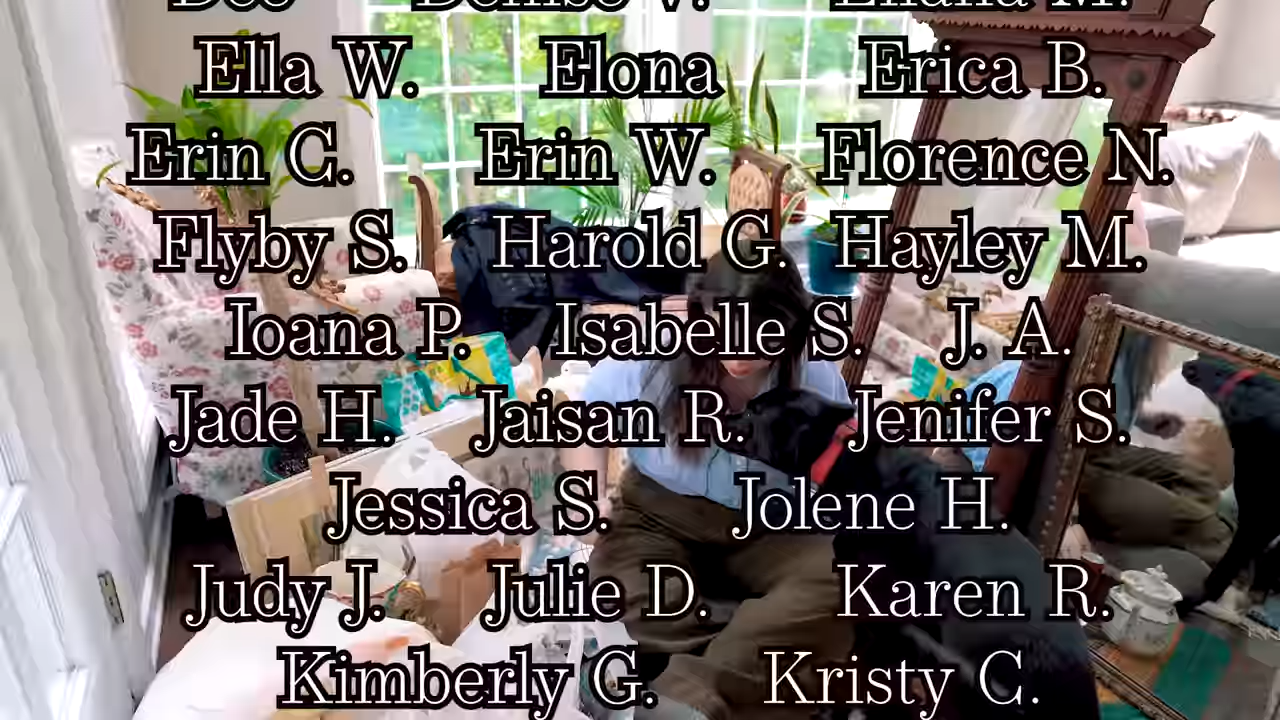 Ella W. Elona Erica B.
Erin C. Erin W. Florence N.
Flyby S. Harold G. Hayley M.
Ioana P. Isabelle S. J. A.
Jade H. Jaisan R. Jenifer S.
Jessica S. Jolene H.
Judy J. Julie D. Karen R.
Kimberly G. Kristy C.